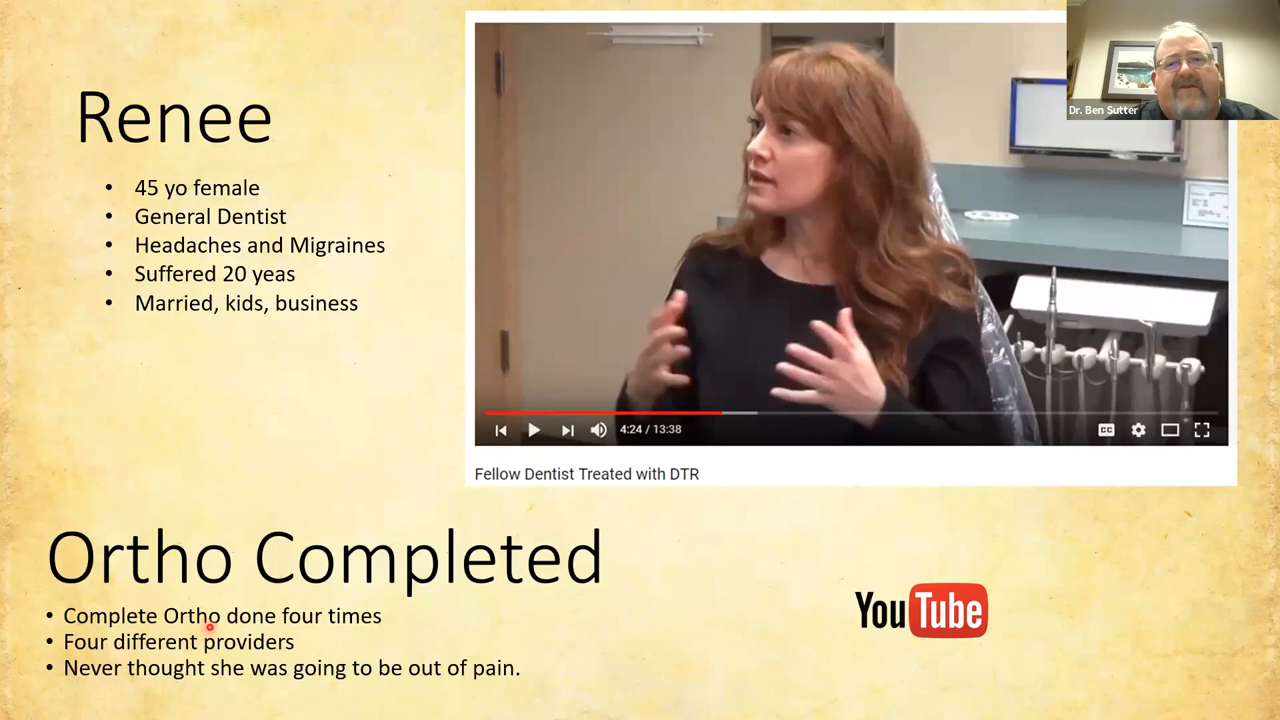 Renee
• 45 yo female
• General Dentist
• Headaches and Migraines
• Suffered 20 yeas
• Married, kids, business
Dr. Ben Sutter
4:24 / 13:38
CC
Fellow Dentist Treated with DTR
Ortho Completed
• Complete Ortho done four times
• Four different providers
• Never thought she was going to be out of pain.
YouTube